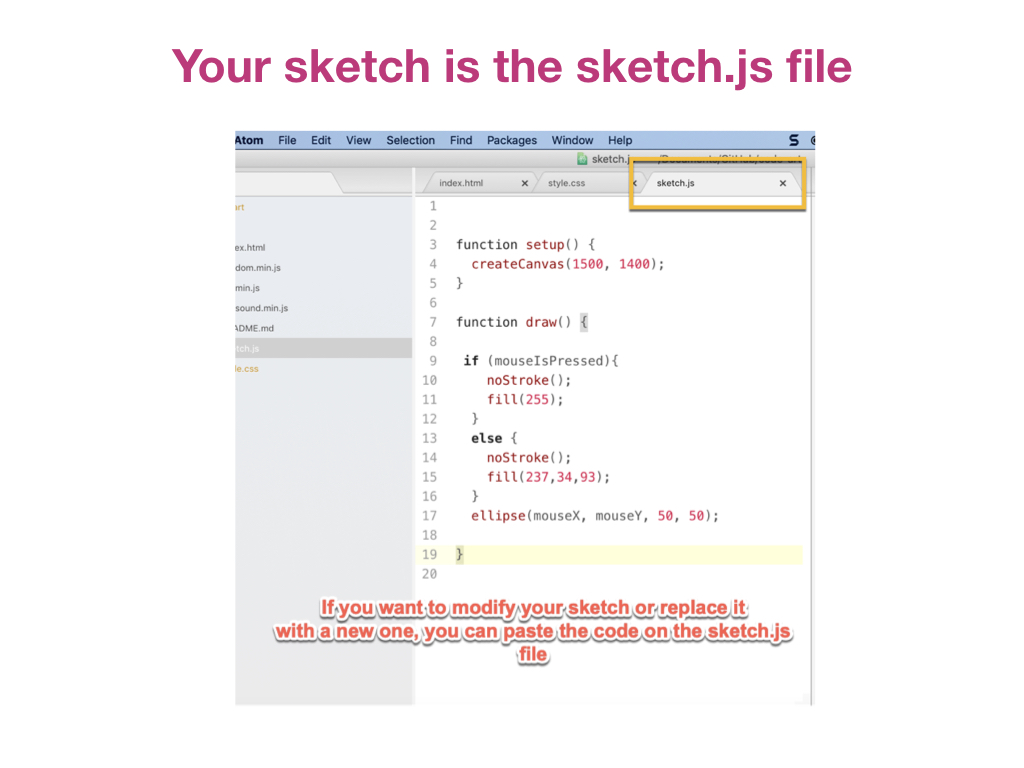 Your sketch is the sketch.js file
Atom File Edit View Selection Find Packages Window Help
index.html × style.css × sketch.js ×
ex.html
dom.min.js
min.js
sound.min.js
ADME.md
tch.js
le.css
1
2
3 function setup() {
4 createCanvas(1500, 1400);
5 }
6
7 function draw() {
8
9 if (mouseIsPressed){
10 noStroke();
11 fill(255);
12 }
13 else {
14 noStroke();
15 fill(237,34,93);
16 }
17 ellipse(mouseX, mouseY, 50, 50);
18
19 }
20
If you want to modify your sketch or replace it
with a new one, you can paste the code on the sketch.js
file